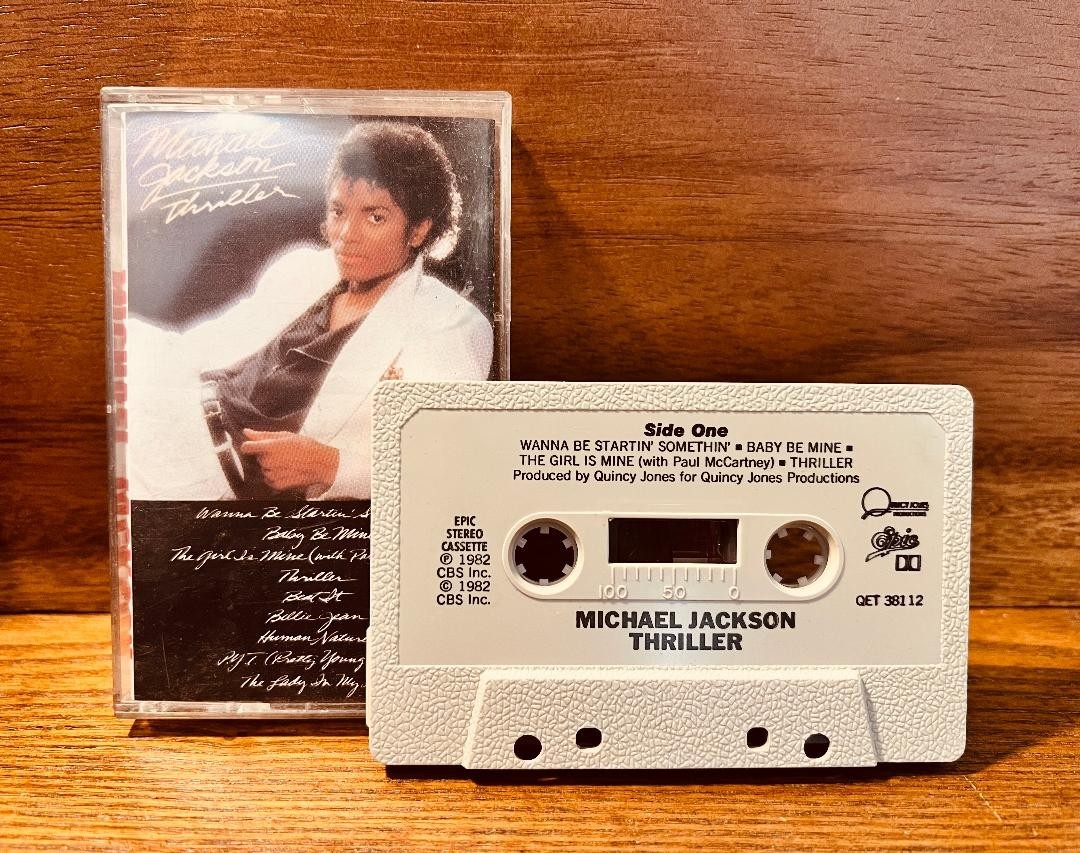 Michael
Jackson
Thriller
Wanna Be Startin' S
Baby Be Mine
The Girl Is Mine (with Pa
Thriller
Beat It
Billie Jean
Human Nature
P.Y.T. (Pretty Young
The Lady In My
Side One
WANNA BE STARTIN' SOMETHIN' ▪ BABY BE MINE ▪
THE GIRL IS MINE (with Paul McCartney) ▪ THRILLER
Produced by Quincy Jones for Quincy Jones Productions
QUINCY JONES
EPIC
STEREO
CASSETTE
℗ 1982
CBS Inc.
© 1982
CBS Inc.
Epic
QET 38112
100 50 0
MICHAEL JACKSON
THRILLER